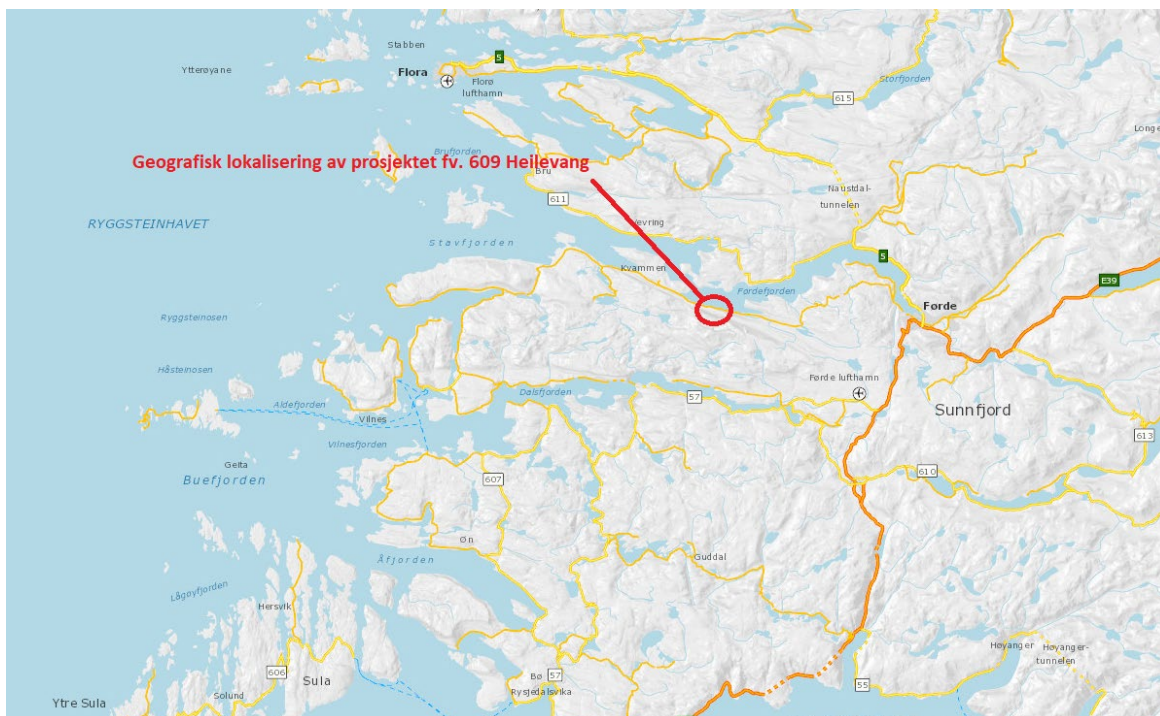 Stabben
Ytterøyane
Flora
5
Florø
lufthamn
Storfjorden
615
Longe
Brufjorden
Geografisk lokalisering av prosjektet fv. 609 Heilevang
Bru
611
Naustdal-
tunnelen
RYGGSTEINHAVET
Vevring
Stavfjorden
5
Kvammen
E39
Førdefjorden
Førde
Ryggsteinosen
Håsteinosen
Førde lufthamn
Dalsfjorden
57
Aldefjorden
Vilnes
Sunnfjord
613
Vilnesfjorden
Geita
610
Buefjorden
607
Øn
Åfjorden
Guddal
Lågøyfjorden
Hersvik
Høyanger
Høyanger-
tunnelen
606
Sula
Bø
57
55
Solund
Rysjedalsvika
Ytre Sula